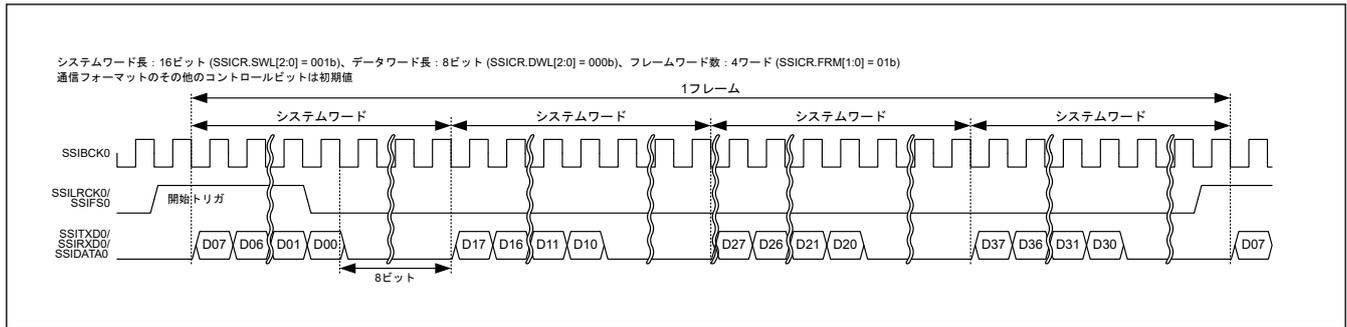 システムワード長：16ビット (SSICR.SWL[2:0] = 001b)、データワード長：8ビット (SSICR.DWL[2:0] = 000b)、フレームワード数：4ワード (SSICR.FRM[1:0] = 01b)
通信フォーマットのその他のコントロールビットは初期値
1フレーム
システムワード システムワード システムワード システムワード
SSIBCK0
SSILRCK0/
SSIFS0
開始トリガ
SSITXD0/
SSIRXD0/
SSIDATA0
D07 D06 D01 D00 D17 D16 D11 D10 D27 D26 D21 D20 D37 D36 D31 D30 D07
8ビット